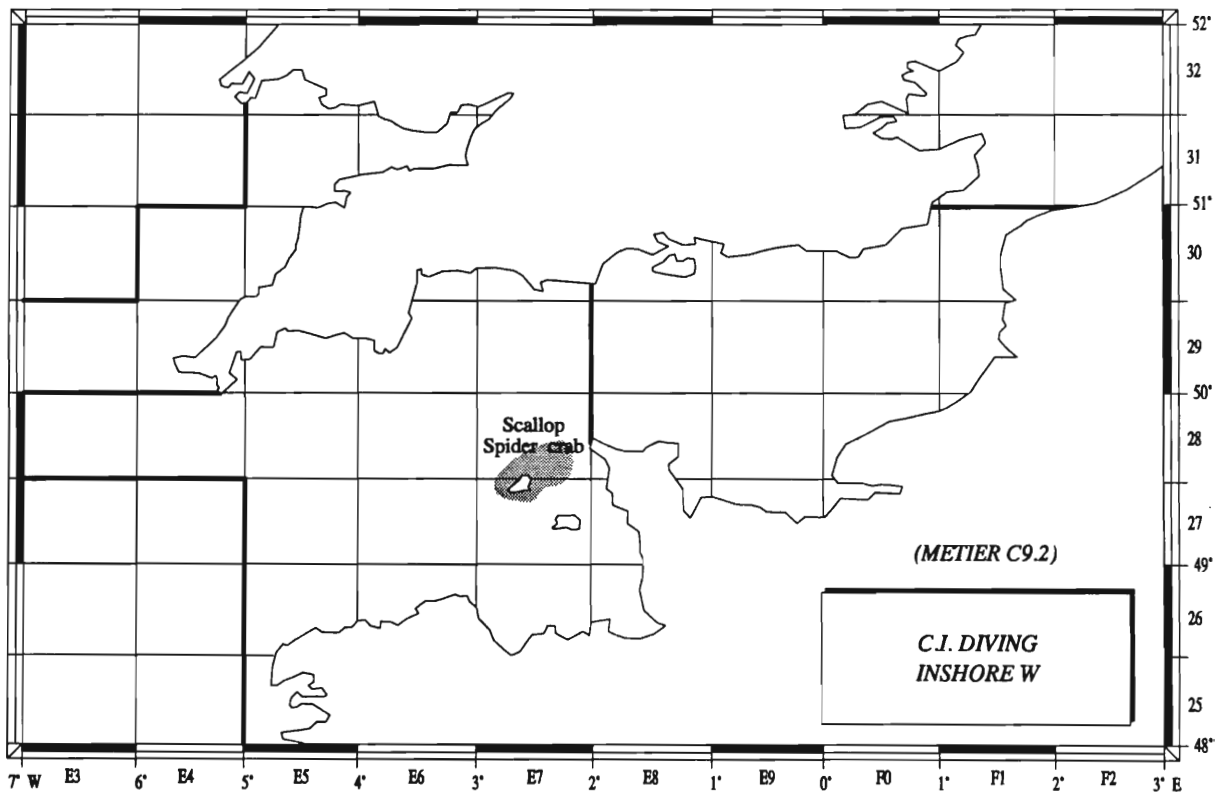 52°
32
31
51°
30
29
50°
Scallop
Spider crab
28
27
(METIER C9.2)
49°
26
C.I. DIVING
INSHORE W
25
48°
7° W E3 6° E4 5° E5 4° E6 3° E7 2° E8 1° E9 0° F0 1° F1 2° F2 3° E